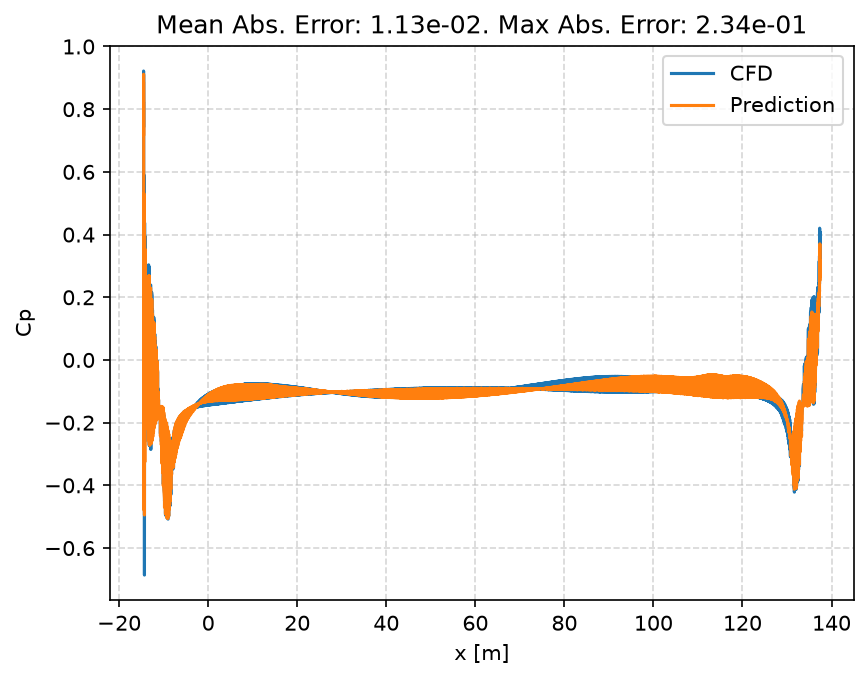 Mean Abs. Error: 1.13e-02. Max Abs. Error: 2.34e-01
CFD
Prediction
1.0
0.8
0.6
0.4
0.2
0.0
−0.2
−0.4
−0.6
Cp
−20 0 20 40 60 80 100 120 140
x [m]